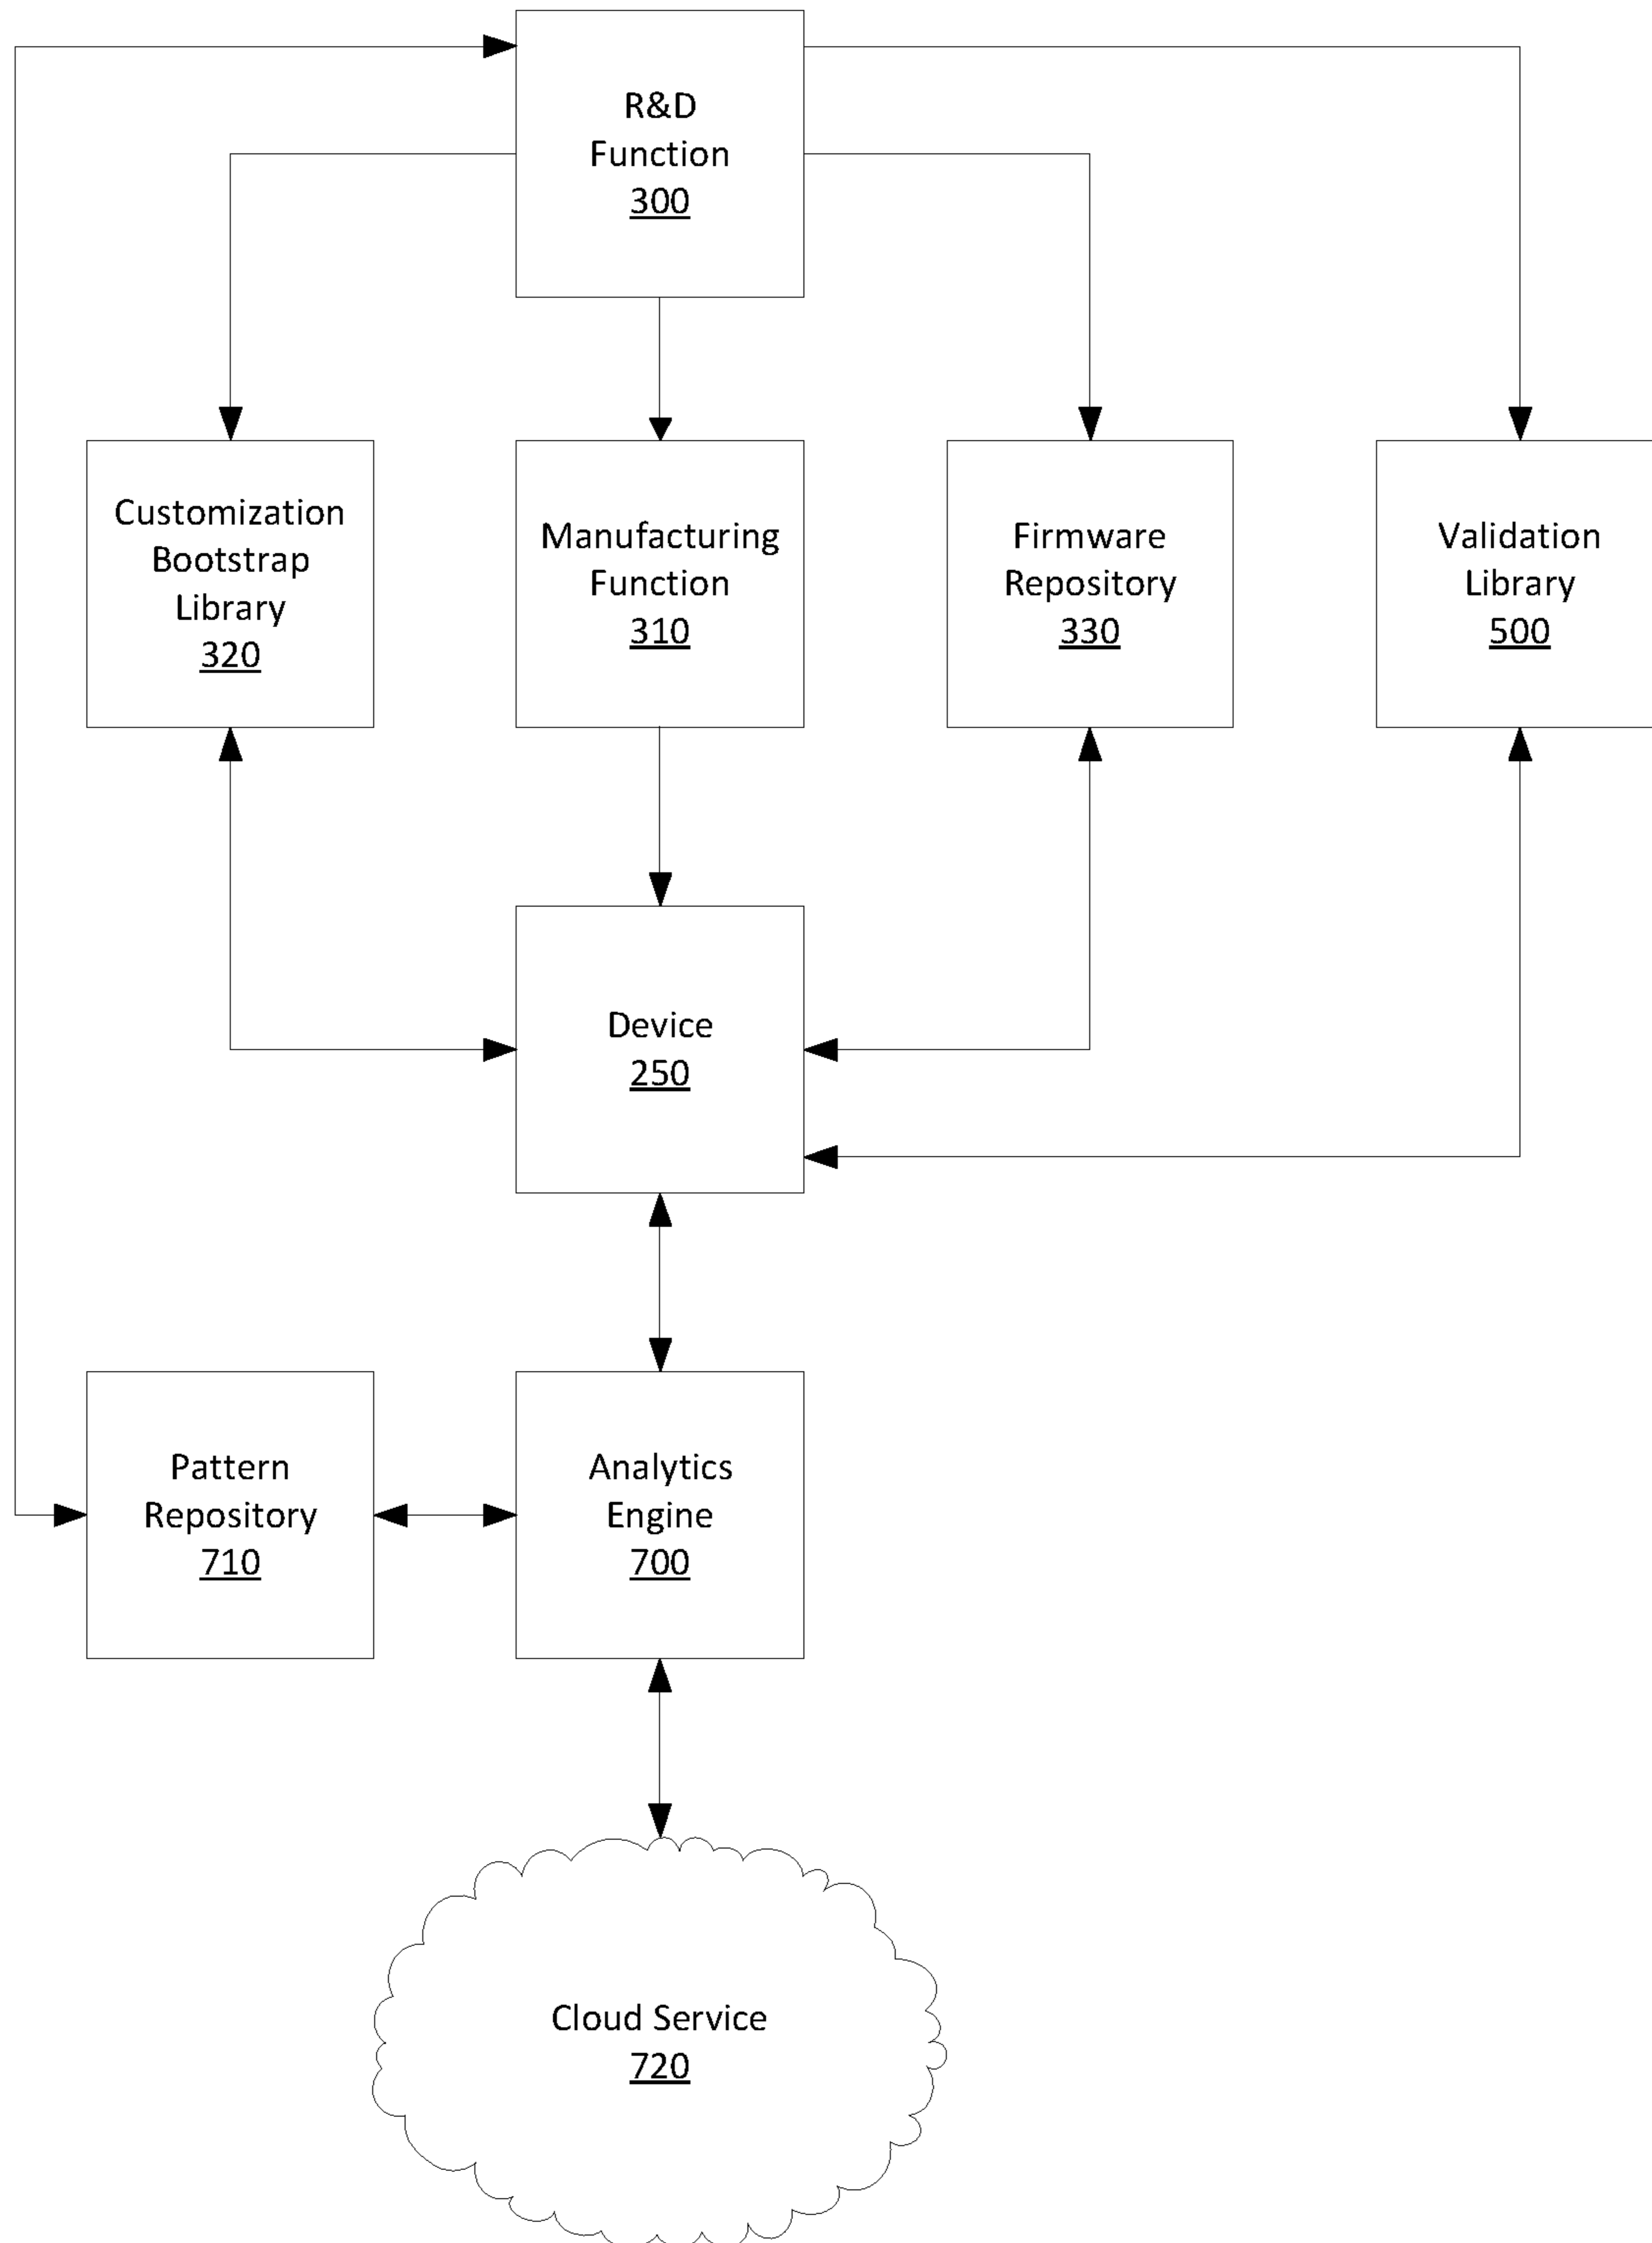 R&D
Function
300
Customization
Bootstrap
Library
320
Manufacturing
Function
310
Firmware
Repository
330
Validation
Library
500
Device
250
Pattern
Repository
710
Analytics
Engine
700
Cloud Service
720